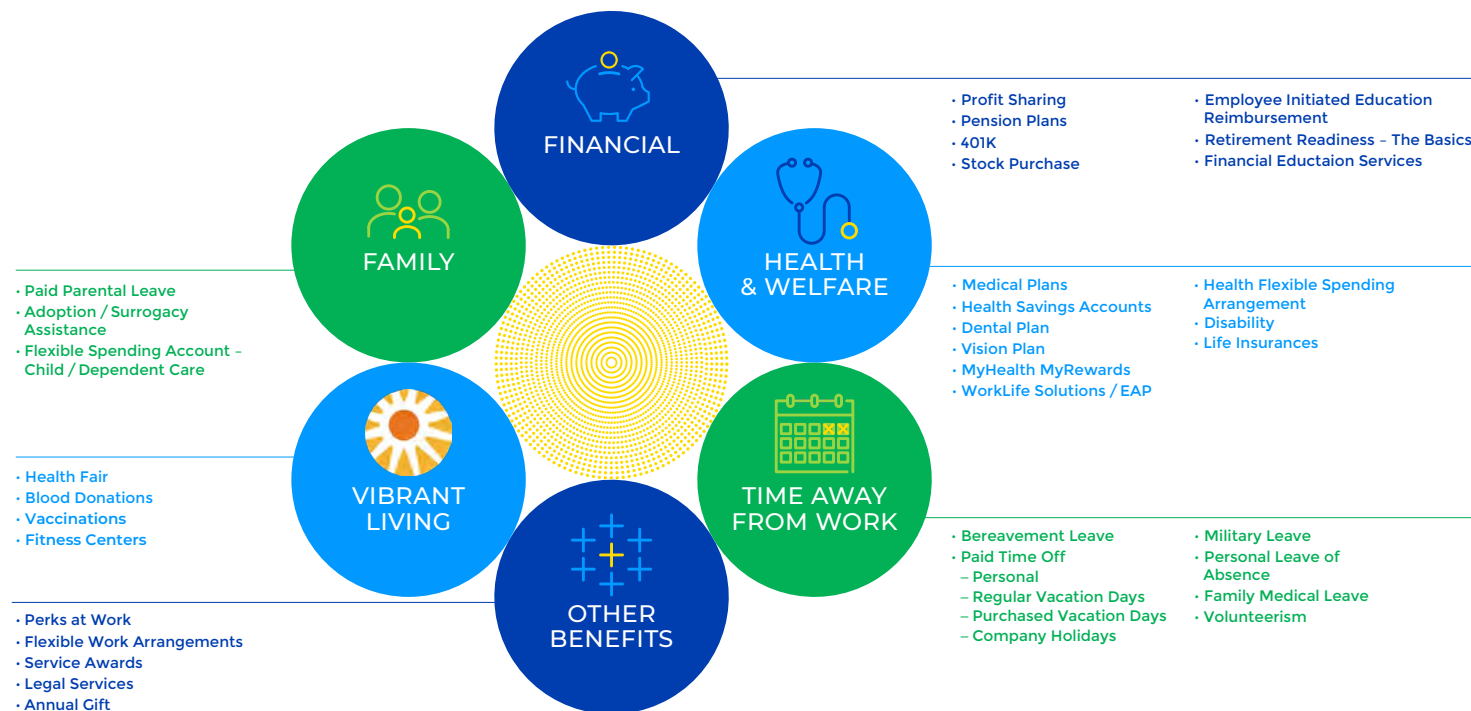 FINANCIAL
• Profit Sharing
• Pension Plans
• 401K
• Stock Purchase
• Employee Initiated Education
Reimbursement
• Retirement Readiness – The Basics
• Financial Eductaion Services
HEALTH
& WELFARE
• Medical Plans
• Health Savings Accounts
• Dental Plan
• Vision Plan
• MyHealth MyRewards
• WorkLife Solutions / EAP
• Health Flexible Spending
Arrangement
• Disability
• Life Insurances
TIME AWAY
FROM WORK
• Bereavement Leave
• Paid Time Off
– Personal
– Regular Vacation Days
– Purchased Vacation Days
– Company Holidays
• Military Leave
• Personal Leave of
Absence
• Family Medical Leave
• Volunteerism
OTHER
BENEFITS
• Perks at Work
• Flexible Work Arrangements
• Service Awards
• Legal Services
• Annual Gift
VIBRANT
LIVING
• Health Fair
• Blood Donations
• Vaccinations
• Fitness Centers
FAMILY
• Paid Parental Leave
• Adoption / Surrogacy
Assistance
• Flexible Spending Account –
Child / Dependent Care